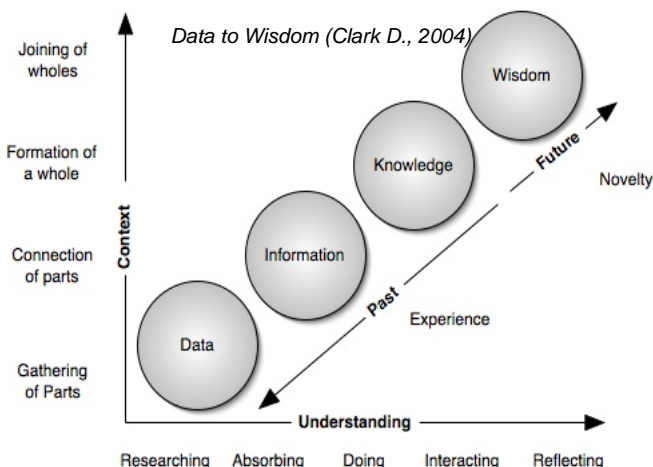 Data to Wisdom (Clark D., 2004)
Joining of
wholes
Wisdom
Formation of
a whole
Knowledge
Future
Novelty
Context
Connection
of parts
Information
Past
Experience
Data
Gathering
of Parts
Understanding
Researching Absorbing Doing Interacting Reflecting